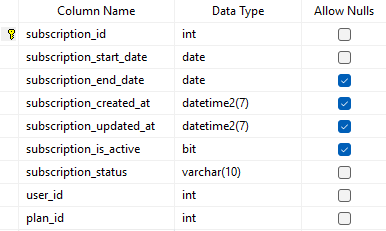 Column Name Data Type Allow Nulls
subscription_id int
subscription_start_date date
subscription_end_date date
subscription_created_at datetime2(7)
subscription_updated_at datetime2(7)
subscription_is_active bit
subscription_status varchar(10)
user_id int
plan_id int